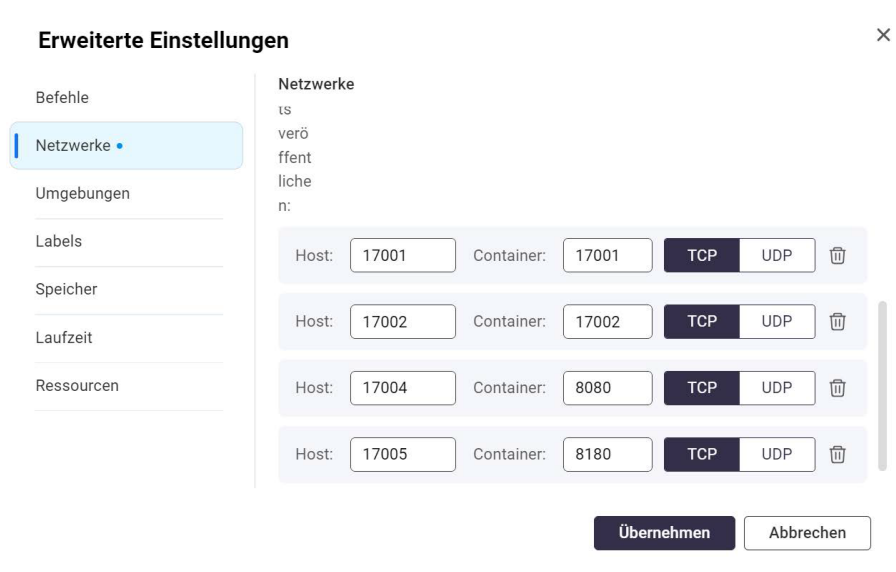 Erweiterte Einstellungen
Befehle
Netzwerke
Umgebungen
Labels
Speicher
Laufzeit
Ressourcen
Netzwerke
ts
verö
ffent
liche
n:
Host: 17001 Container: 17001 TCP UDP
Host: 17002 Container: 17002 TCP UDP
Host: 17004 Container: 8080 TCP UDP
Host: 17005 Container: 8180 TCP UDP
Übernehmen Abbrechen